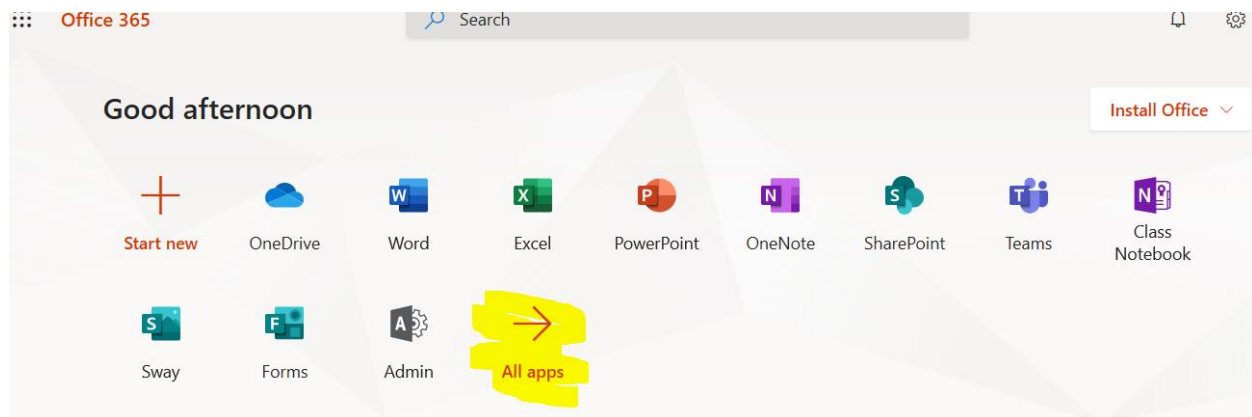 Office 365
Search
Good afternoon
Install Office
Start new
OneDrive
Word
Excel
PowerPoint
OneNote
SharePoint
Teams
Class
Notebook
Sway
Forms
Admin
All apps